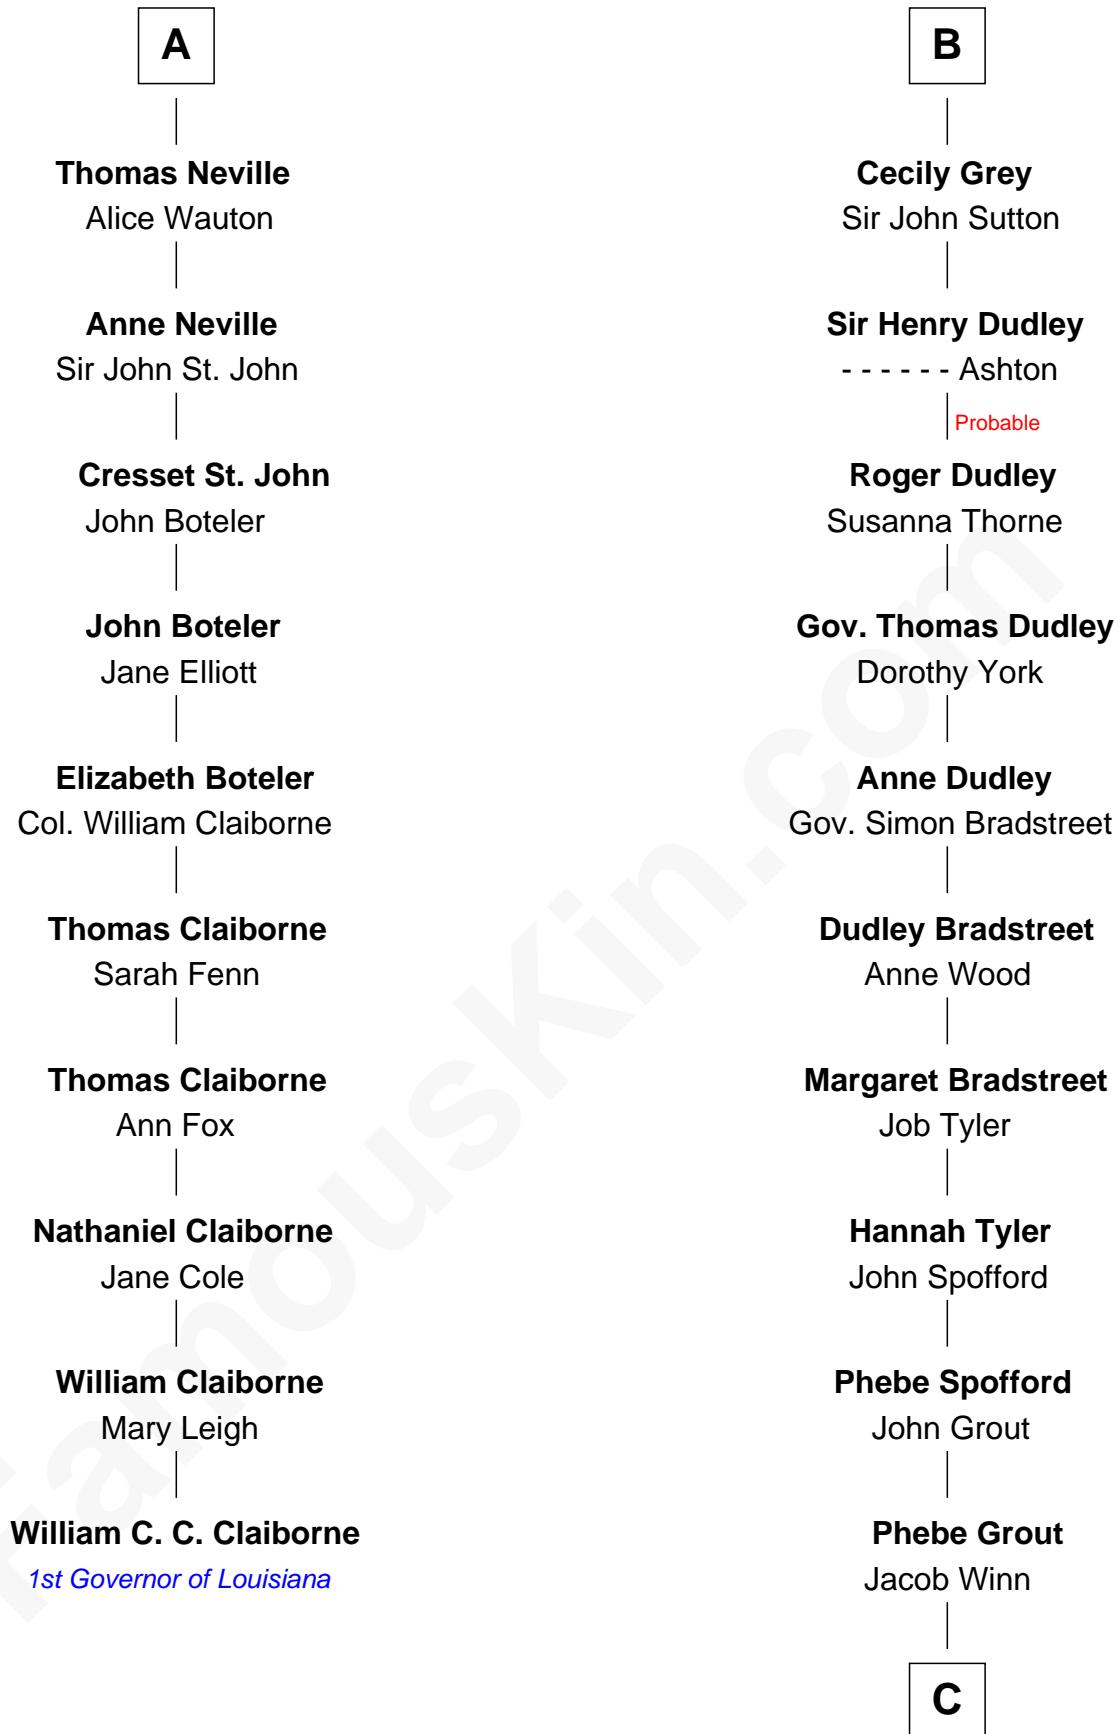 A
Thomas Neville
Alice Wauton
Anne Neville
Sir John St. John
Cresset St. John
John Boteler
John Boteler
Jane Elliott
Elizabeth Boteler
Col. William Claiborne
Thomas Claiborne
Sarah Fenn
Thomas Claiborne
Ann Fox
Nathaniel Claiborne
Jane Cole
William Claiborne
Mary Leigh
William C. C. Claiborne
1st Governor of Louisiana
B
Cecily Grey
Sir John Sutton
Sir Henry Dudley
- - - - - - Ashton
Probable
Roger Dudley
Susanna Thorne
Gov. Thomas Dudley
Dorothy York
Anne Dudley
Gov. Simon Bradstreet
Dudley Bradstreet
Anne Wood
Margaret Bradstreet
Job Tyler
Hannah Tyler
John Spofford
Phebe Spofford
John Grout
Phebe Grout
Jacob Winn
C
FamousKin.com